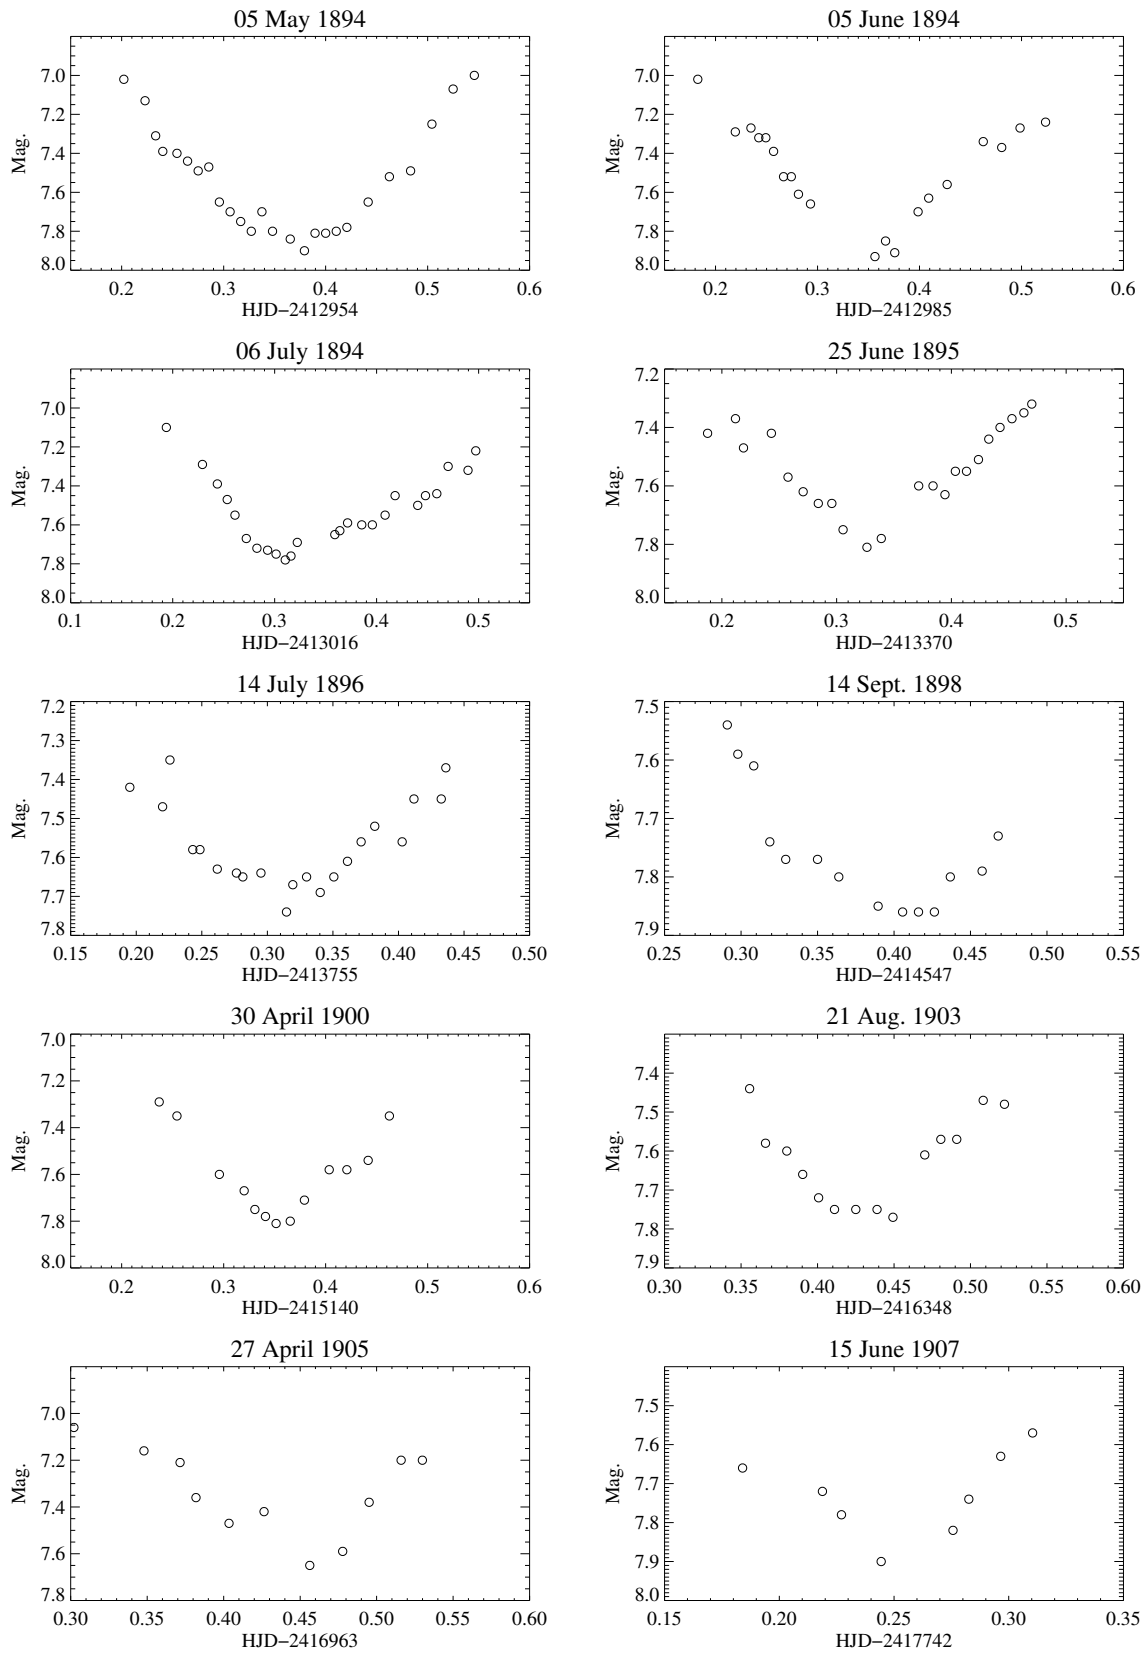 05 May 1894
Mag.
7.0
7.2
7.4
7.6
7.8
8.0
0.2 0.3 0.4 0.5 0.6
HJD−2412954
05 June 1894
Mag.
7.0
7.2
7.4
7.6
7.8
8.0
0.2 0.3 0.4 0.5 0.6
HJD−2412985
06 July 1894
Mag.
7.0
7.2
7.4
7.6
7.8
8.0
0.1 0.2 0.3 0.4 0.5
HJD−2413016
25 June 1895
Mag.
7.2
7.4
7.6
7.8
8.0
0.2 0.3 0.4 0.5
HJD−2413370
14 July 1896
Mag.
7.2
7.3
7.4
7.5
7.6
7.7
7.8
0.15 0.20 0.25 0.30 0.35 0.40 0.45 0.50
HJD−2413755
14 Sept. 1898
Mag.
7.5
7.6
7.7
7.8
7.9
0.25 0.30 0.35 0.40 0.45 0.50 0.55
HJD−2414547
30 April 1900
Mag.
7.0
7.2
7.4
7.6
7.8
8.0
0.2 0.3 0.4 0.5 0.6
HJD−2415140
21 Aug. 1903
Mag.
7.4
7.5
7.6
7.7
7.8
7.9
0.30 0.35 0.40 0.45 0.50 0.55 0.60
HJD−2416348
27 April 1905
Mag.
7.0
7.2
7.4
7.6
7.8
0.30 0.35 0.40 0.45 0.50 0.55 0.60
HJD−2416963
15 June 1907
Mag.
7.5
7.6
7.7
7.8
7.9
8.0
0.15 0.20 0.25 0.30 0.35
HJD−2417742